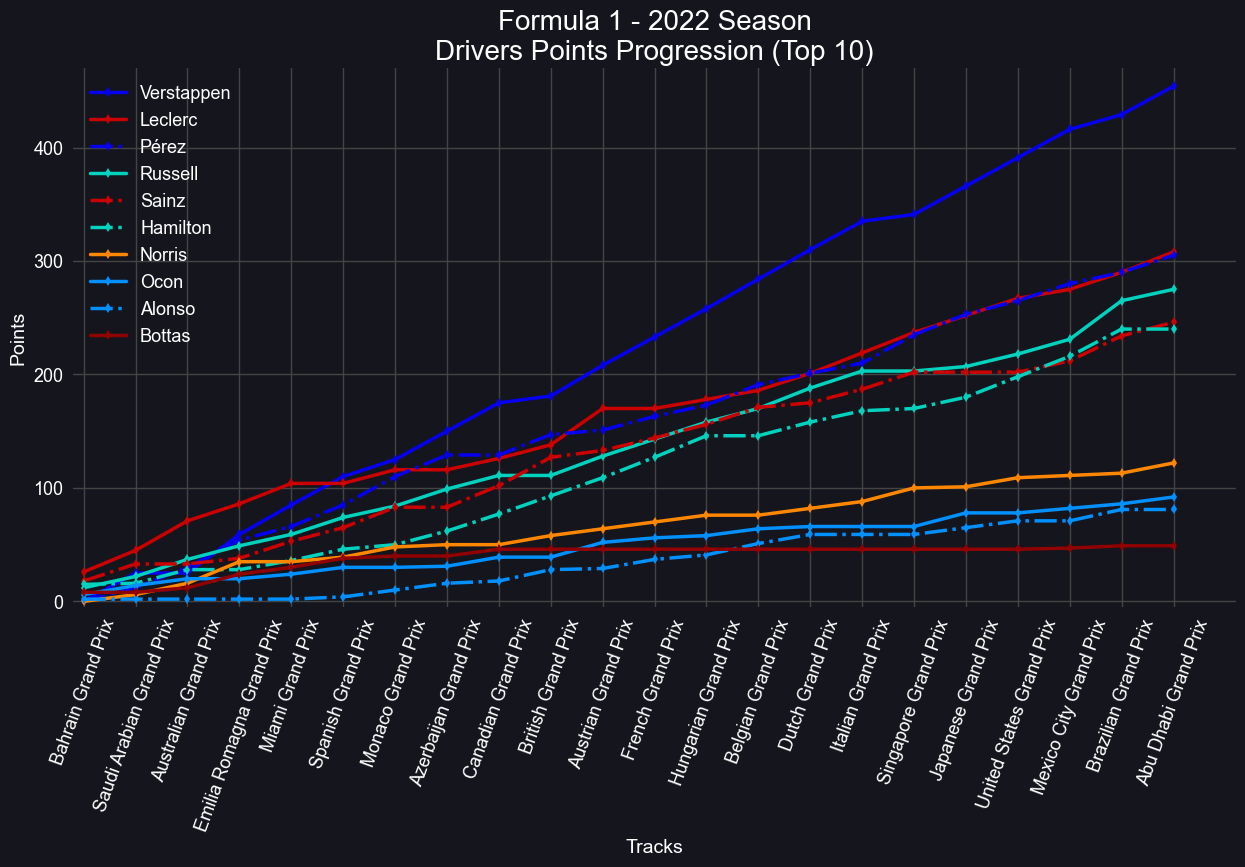 Formula 1 - 2022 Season
Drivers Points Progression (Top 10)
Verstappen
Leclerc
Pérez
Russell
Sainz
Hamilton
Norris
Ocon
Alonso
Bottas
Points
400
300
200
100
0
Bahrain Grand Prix
Saudi Arabian Grand Prix
Australian Grand Prix
Emilia Romagna Grand Prix
Miami Grand Prix
Spanish Grand Prix
Monaco Grand Prix
Azerbaijan Grand Prix
Canadian Grand Prix
British Grand Prix
Austrian Grand Prix
French Grand Prix
Hungarian Grand Prix
Belgian Grand Prix
Dutch Grand Prix
Italian Grand Prix
Singapore Grand Prix
Japanese Grand Prix
United States Grand Prix
Mexico City Grand Prix
Brazilian Grand Prix
Abu Dhabi Grand Prix
Tracks